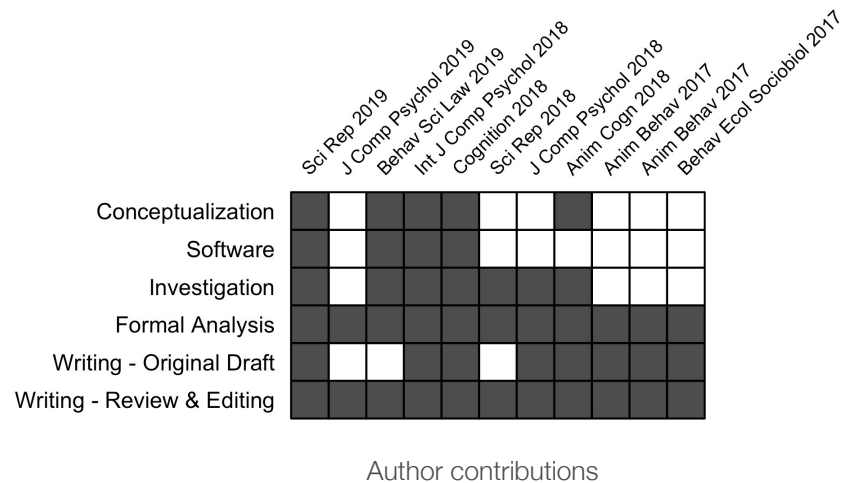 Sci Rep 2019
J Comp Psychol 2019
Behav Sci Law 2019
Int J Comp Psychol 2018
Cognition 2018
Sci Rep 2018
J Comp Psychol 2018
Anim Cogn 2018
Anim Behav 2017
Anim Behav 2017
Behav Ecol Sociobiol 2017
Conceptualization
Software
Investigation
Formal Analysis
Writing - Original Draft
Writing - Review & Editing
Author contributions